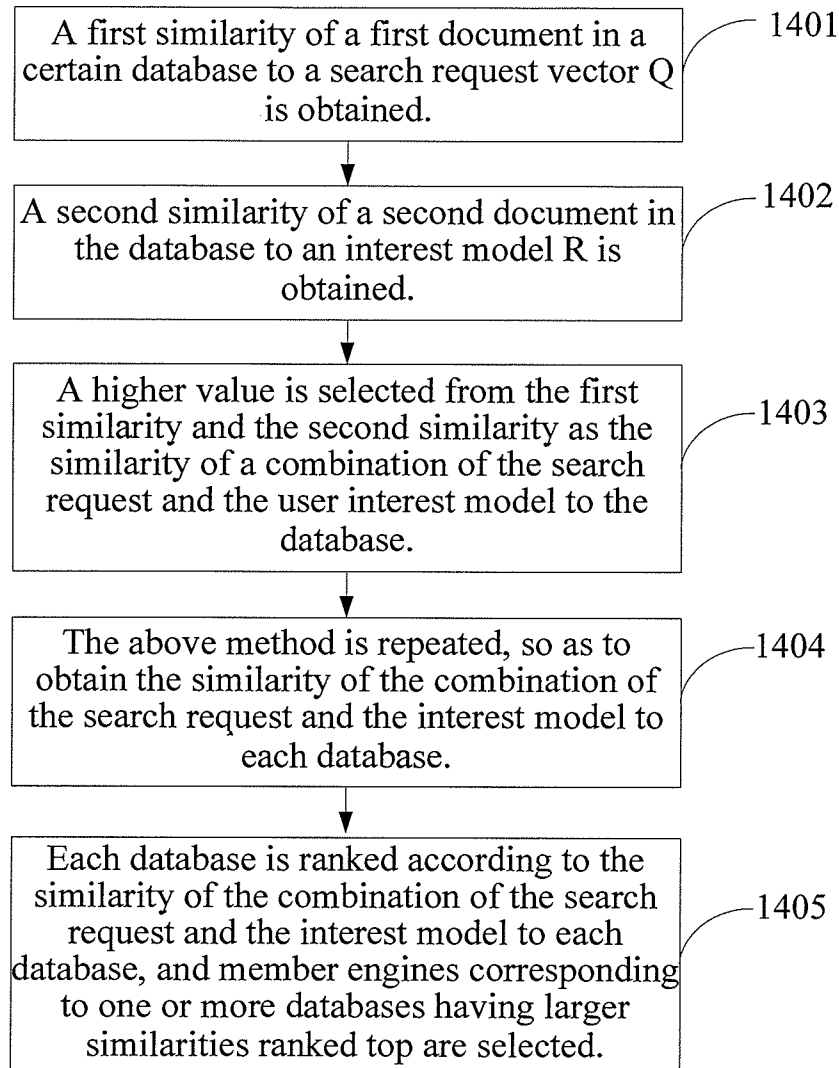 A first similarity of a first document in a
certain database to a search request vector Q
is obtained.
1401
A second similarity of a second document in
the database to an interest model R is
obtained.
1402
A higher value is selected from the first
similarity and the second similarity as the
similarity of a combination of the search
request and the user interest model to the
database.
1403
The above method is repeated, so as to
obtain the similarity of the combination of
the search request and the interest model to
each database.
1404
Each database is ranked according to the
similarity of the combination of the search
request and the interest model to each
database, and member engines corresponding
to one or more databases having larger
similarities ranked top are selected.
1405